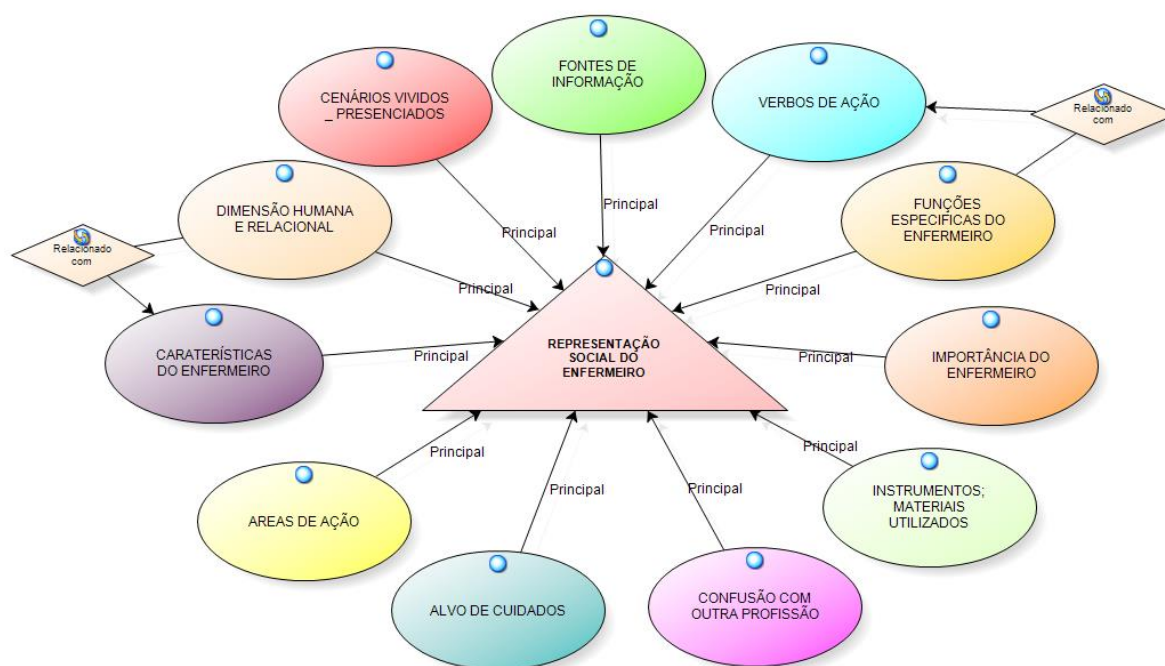 FONTES DE
INFORMAÇÃO
CENÁRIOS VIVIDOS
_ PRESENCIADOS
VERBOS DE AÇÃO
Relacionado
com
DIMENSÃO HUMANA
E RELACIONAL
FUNÇÕES
ESPECIFICAS DO
ENFERMEIRO
Relacionado
com
Principal
Principal
Principal
Principal
Principal
CARATERÍSTICAS
DO ENFERMEIRO
Principal
REPRESENTAÇÃO
SOCIAL DO
ENFERMEIRO
Principal
IMPORTÂNCIA DO
ENFERMEIRO
Principal
Principal
Principal
Principal
AREAS DE AÇÃO
INSTRUMENTOS;
MATERIAIS
UTILIZADOS
ALVO DE CUIDADOS
CONFUSÃO COM
OUTRA PROFISSÃO